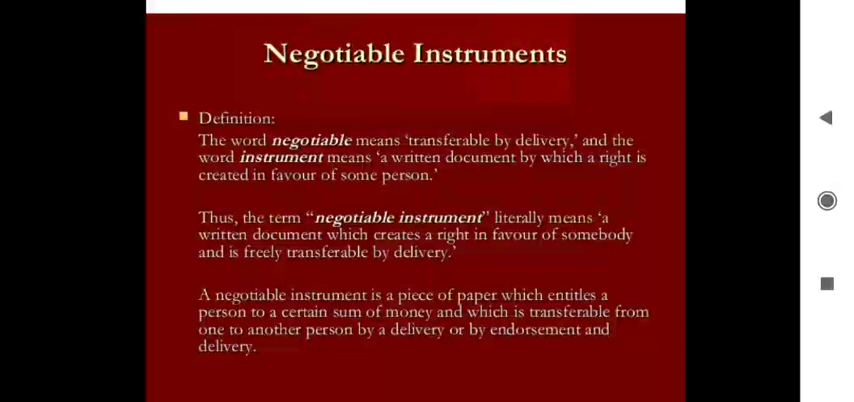 Negotiable Instruments
Definition:
The word negotiable means ‘transferable by delivery,’ and the
word instrument means ‘a written document by which a right is
created in favour of some person.’
Thus, the term “negotiable instrument” literally means ‘a
written document which creates a right in favour of somebody
and is freely transferable by delivery.’
A negotiable instrument is a piece of paper which entitles a
person to a certain sum of money and which is transferable from
one to another person by a delivery or by endorsement and
delivery.